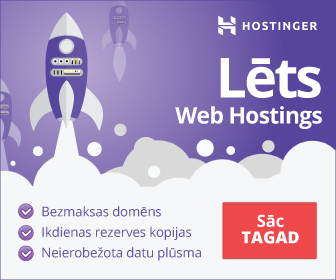 HOSTINGER
Lēts
Web Hostings
Bezmaksas domēns
Ikdienas rezerves kopijas
Neierobežota datu plūsma
Sāc
TAGAD